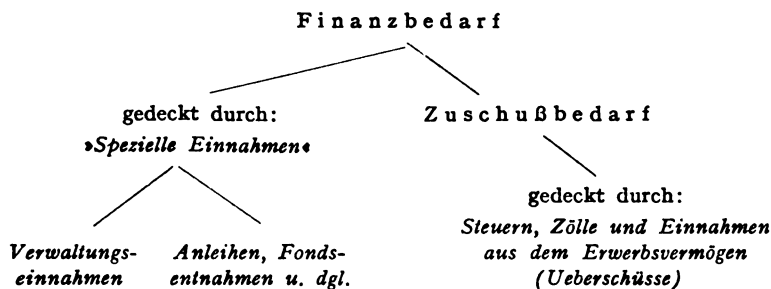 Finanzbedarf
gedeckt durch:
»Spezielle Einnahmen«
Zuschußbedarf
Verwaltungs-
einnahmen
Anleihen, Fonds-
entnahmen u. dgl.
gedeckt durch:
Steuern, Zölle und Einnahmen
aus dem Erwerbsvermögen
(Ueberschüsse)